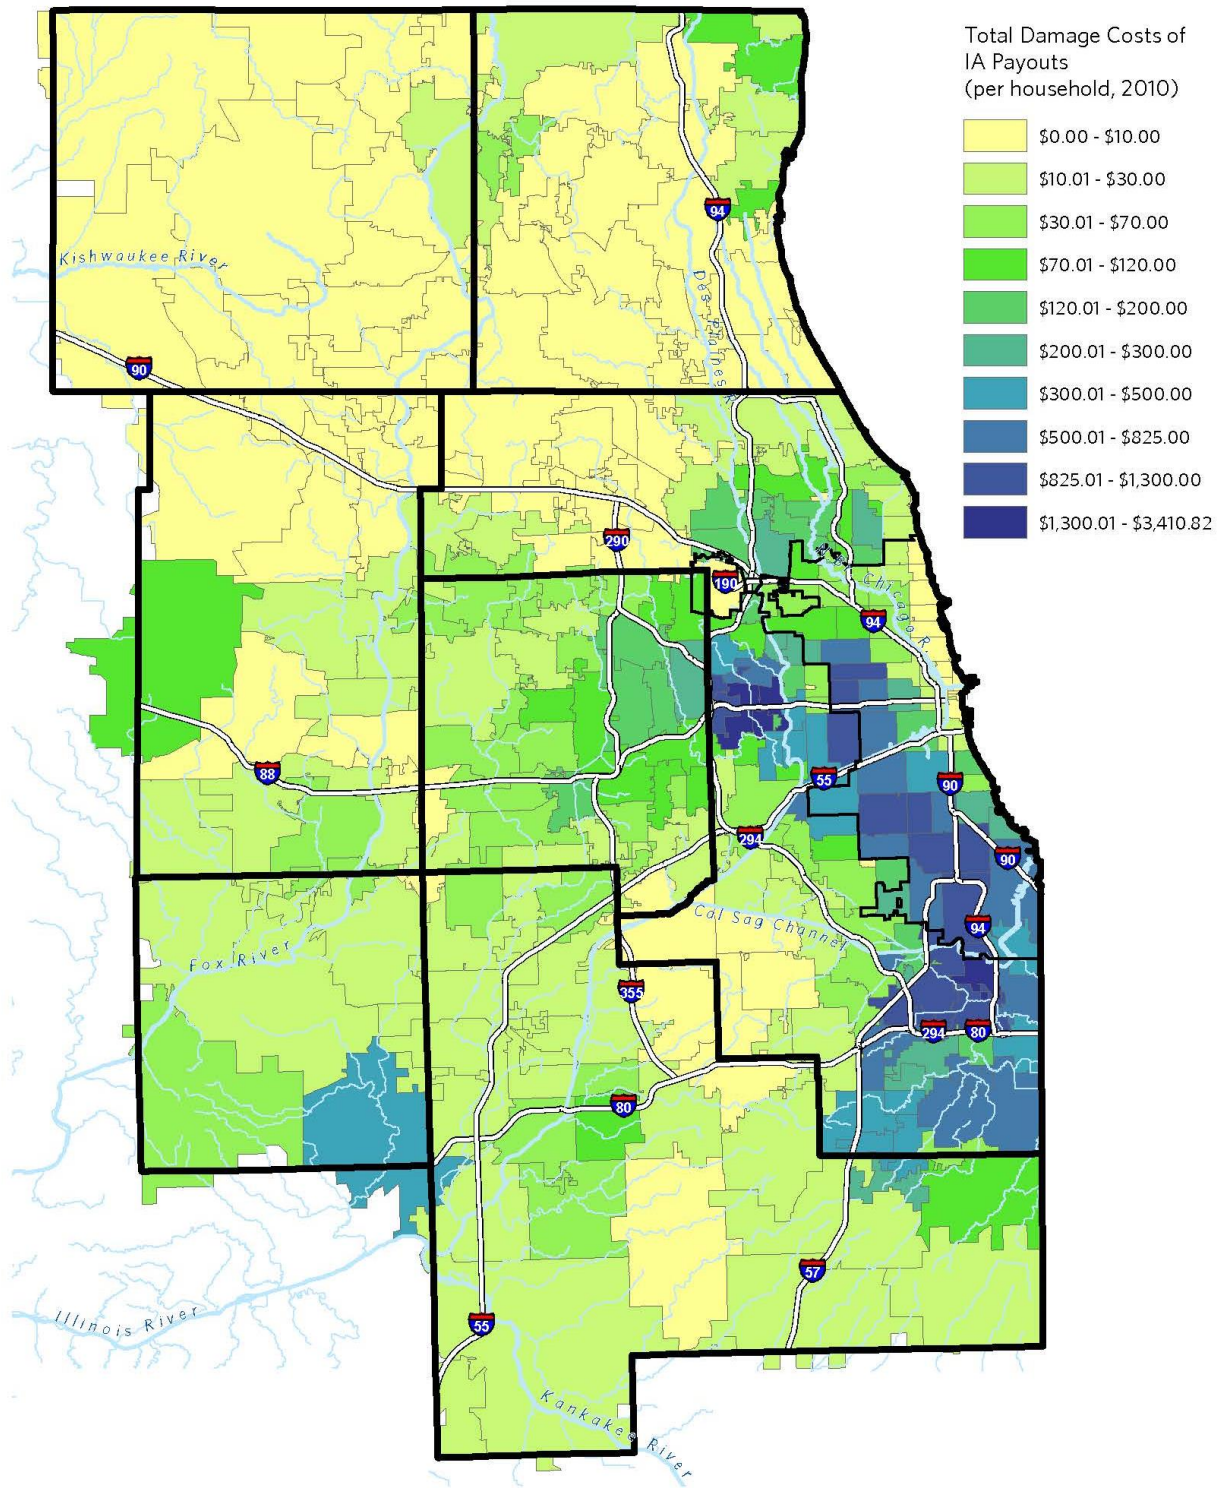 Total Damage Costs of
IA Payouts
(per household, 2010)
$0.00 - $10.00
$10.01 - $30.00
$30.01 - $70.00
$70.01 - $120.00
$120.01 - $200.00
$200.01 - $300.00
$300.01 - $500.00
$500.01 - $825.00
$825.01 - $1,300.00
$1,300.01 - $3,410.82
94
Kishwaukee River
Des Plaines R
90
290
190
Chicago R
94
88
55
90
294
90
Cal Sag Channel
94
Fox River
355
294
80
80
57
Illinois River
55
Kankakee River